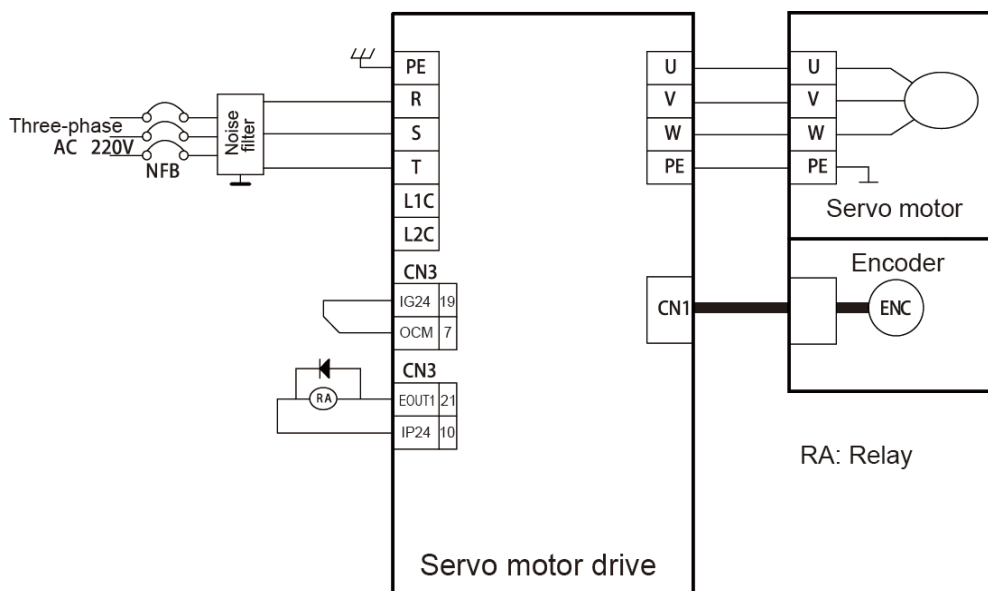 Three-phase
AC 220V
NFB
Noise
filter
PE
R
S
T
L1C
L2C
CN3
IG24 19
OCM 7
CN3
EOUT1 21
IP24 10
RA
U
V
W
PE
CN1
U
V
W
PE
Servo motor
Encoder
ENC
RA: Relay
Servo motor drive